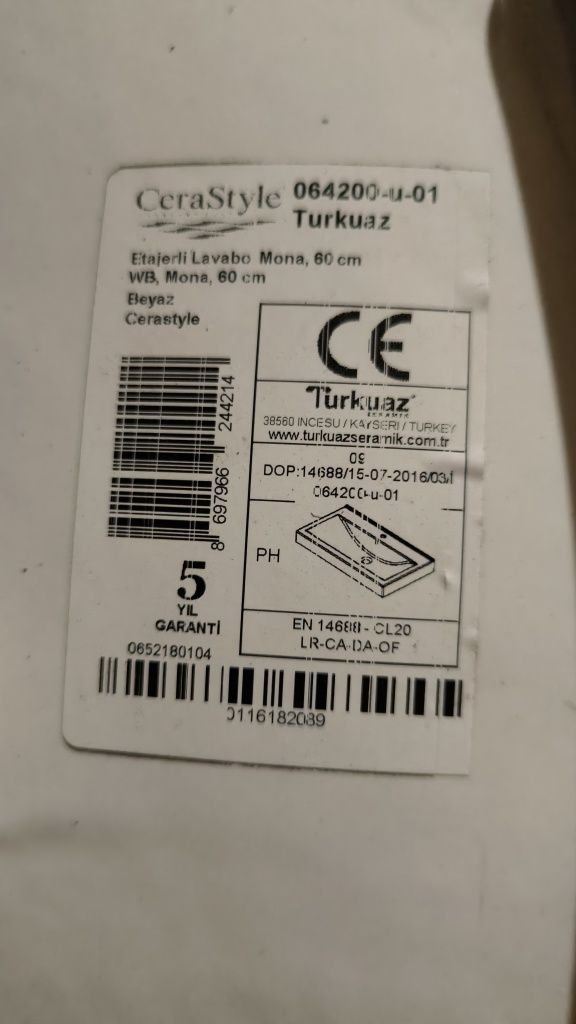 CeraStyle 064200-u-01
Turkuaz
Etajerli Lavabo Mona, 60 cm
WB, Mona, 60 cm
Beyaz
Cerastyle
CE
Turkuaz
SERAMIK
38560 INCESU / KAYSERI / TURKEY
www.turkuazseramik.com.tr
09
DOP:14688/15-07-2016/03/İ
064200-u-01
PH
EN 14688 - CL20
LR-CA-DA-OF
8 697966 244214
5
YIL
GARANTİ
0652180104
0116182089